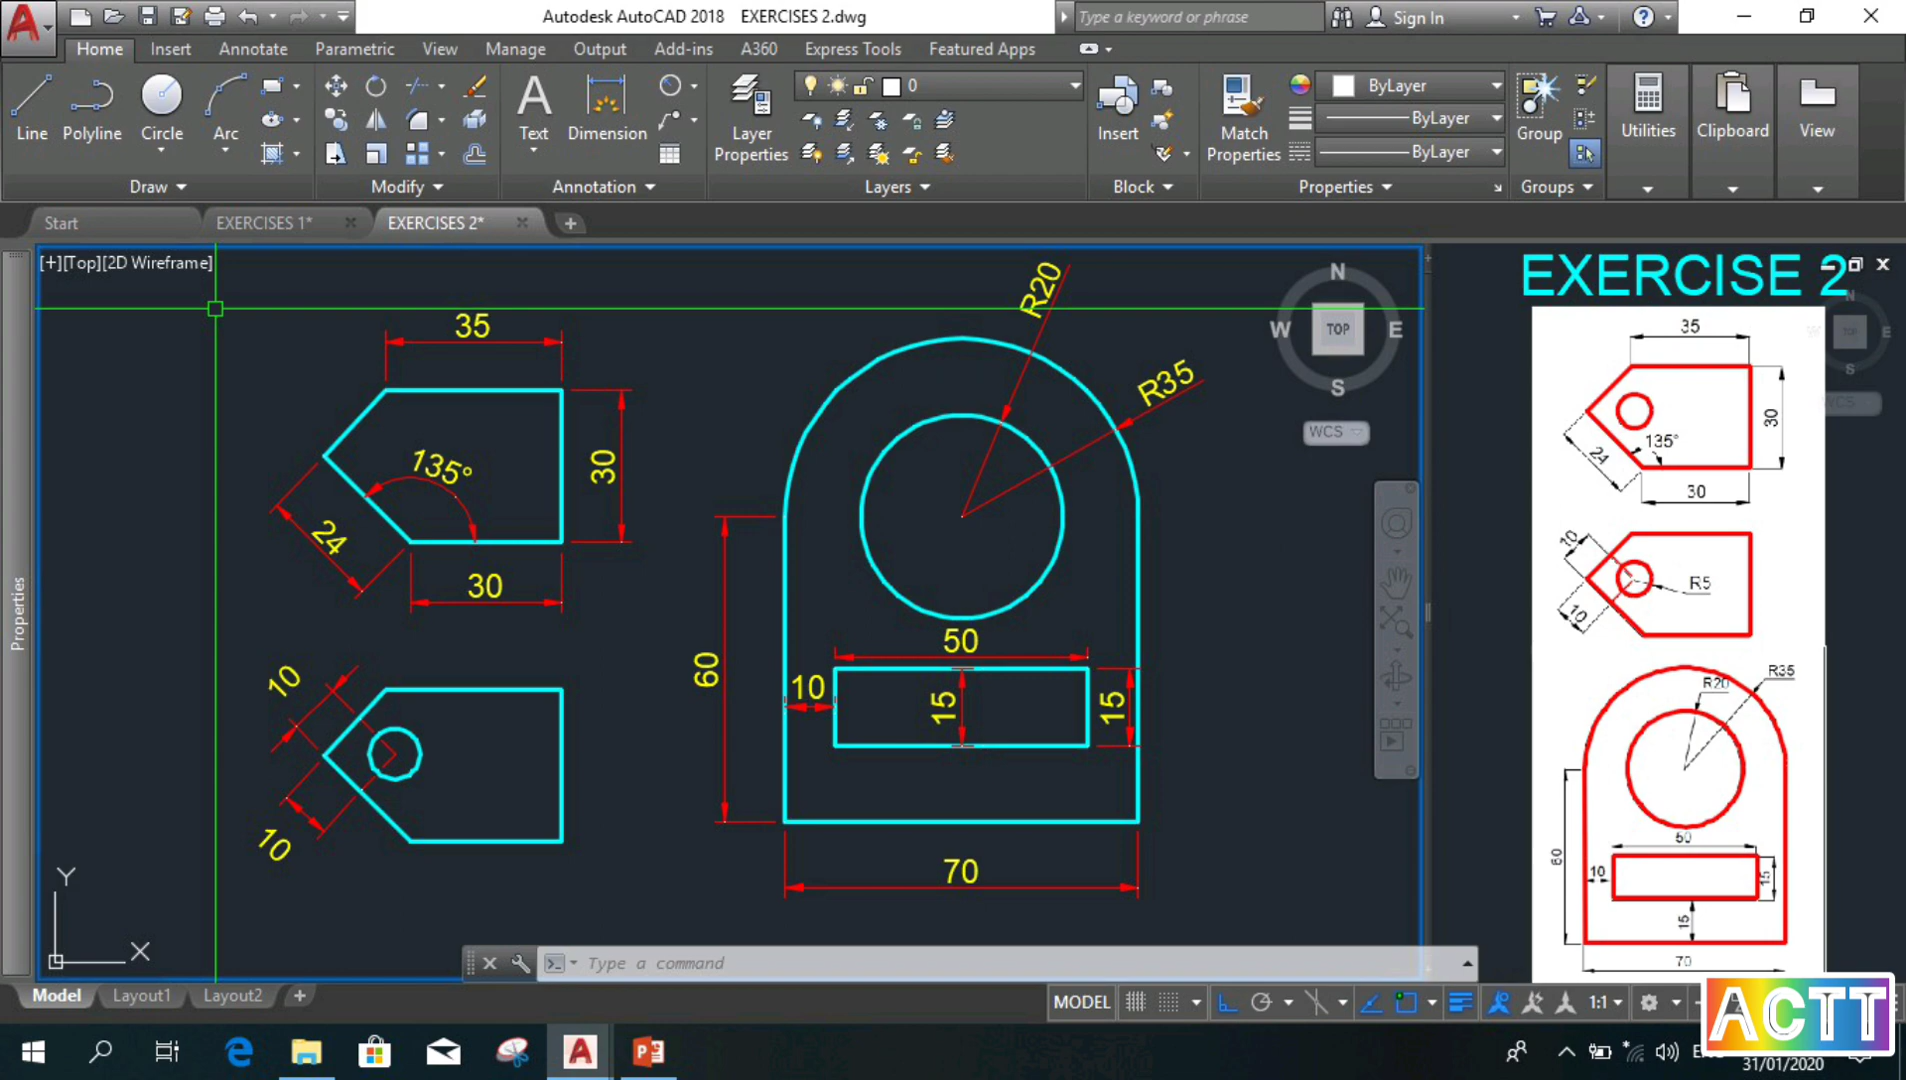 Autodesk AutoCAD 2018 EXERCISES 2.dwg
Type a keyword or phrase
Sign In
Home Insert Annotate Parametric View Manage Output Add-ins A360 Express Tools Featured Apps
Line Polyline Circle Arc
Text Dimension
Layer Properties
0
Insert
Match Properties
ByLayer
ByLayer
ByLayer
Group
Utilities Clipboard View
Draw Modify Annotation Layers Block Properties Groups
Start EXERCISES 1* EXERCISES 2*
[+][Top][2D Wireframe]
Properties
35
30
135°
24
30
10
10
R20
R35
60
50
10
15
15
70
N
W TOP E
S
WCS
Y
X
EXERCISE 2
35
30
135°
24
30
10
10
R5
R35
R20
60
50
10
15
15
70
N
TOP E
S
WCS
Type a command
Model Layout1 Layout2
MODEL
1:1
ACTT
31/01/2020